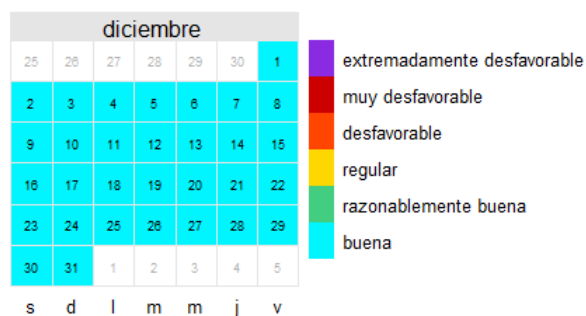 diciembre
25 26 27 28 29 30 1
2 3 4 5 6 7 8
9 10 11 12 13 14 15
16 17 18 19 20 21 22
23 24 25 26 27 28 29
30 31 1 2 3 4 5
s d l m m j v
extremadamente desfavorable
muy desfavorable
desfavorable
regular
razonablemente buena
buena